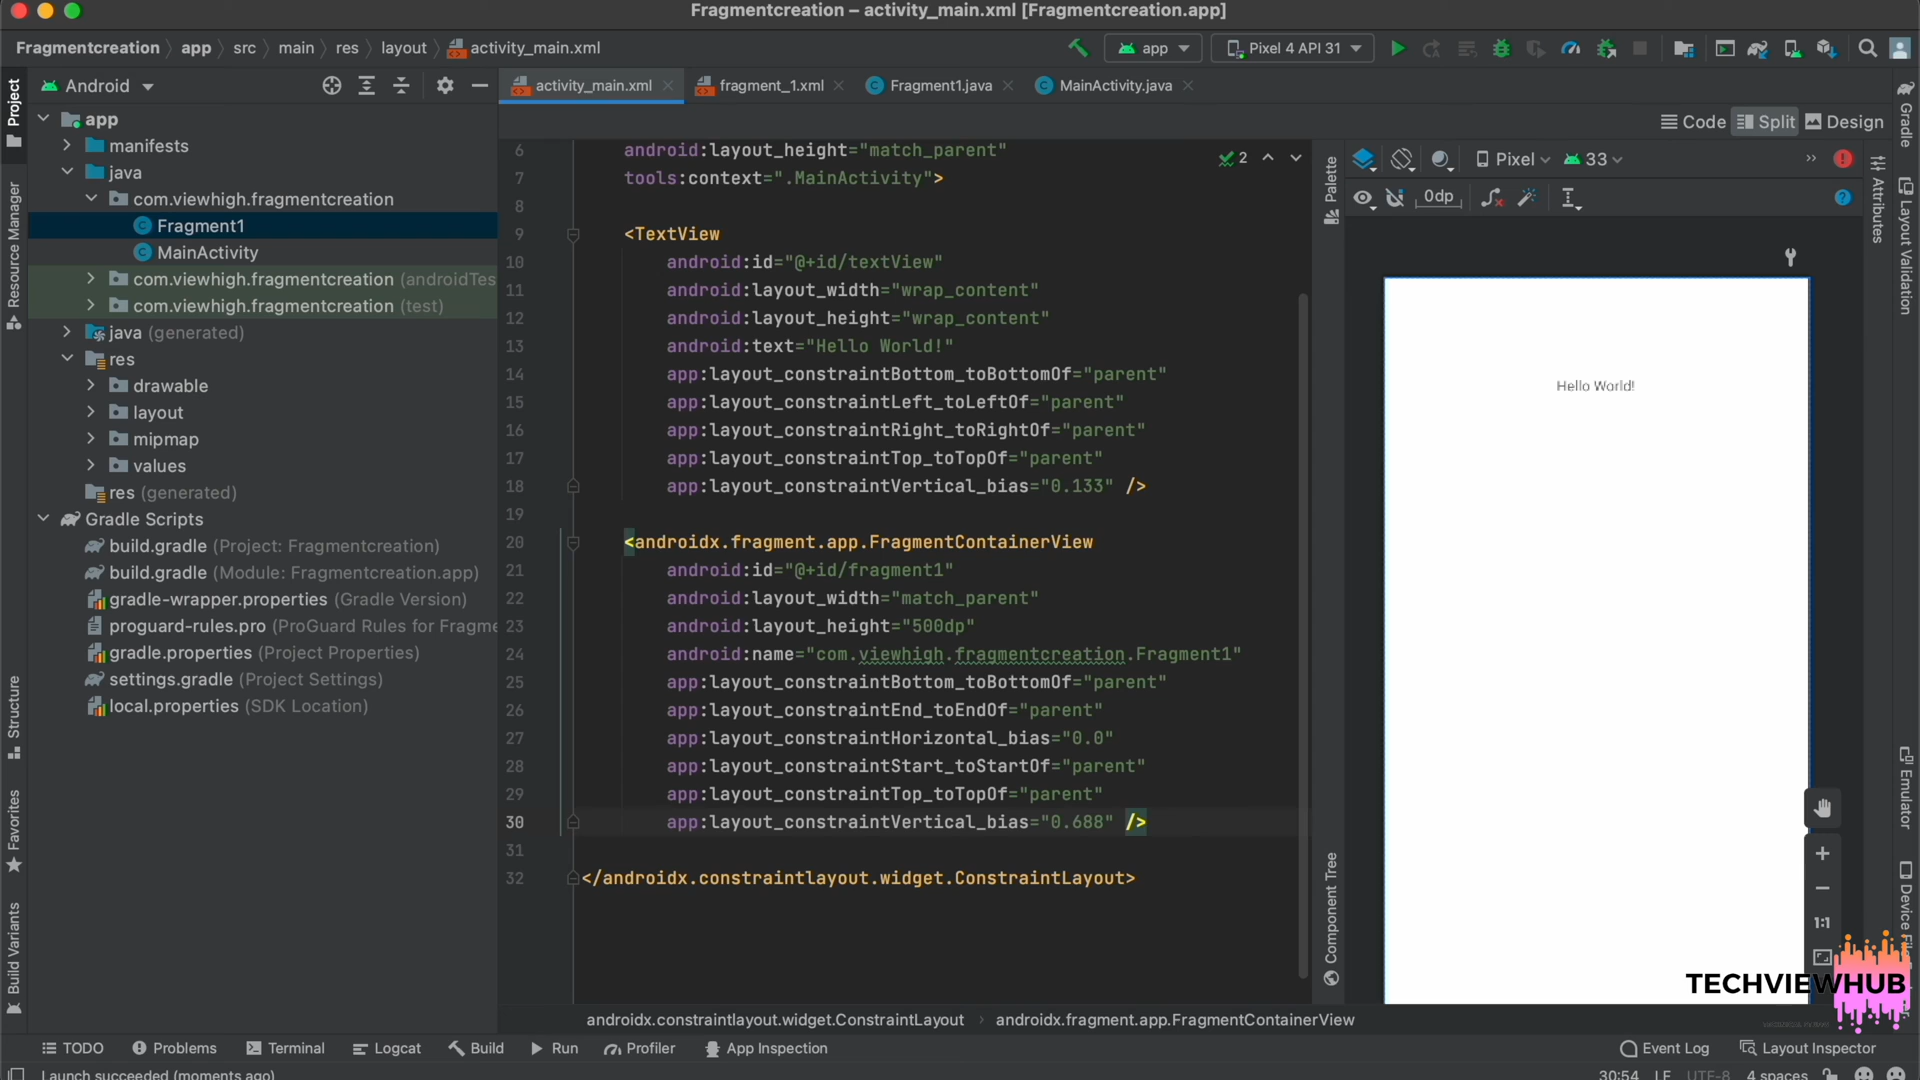 Fragmentcreation – activity_main.xml [Fragmentcreation.app]
Fragmentcreation app src main res layout activity_main.xml
app Pixel 4 API 31
Android
activity_main.xml fragment_1.xml Fragment1.java MainActivity.java
Code Split Design
Project
Resource Manager
Structure
Favorites
Build Variants
app
manifests
java
com.viewhigh.fragmentcreation
Fragment1
MainActivity
com.viewhigh.fragmentcreation (androidTes
com.viewhigh.fragmentcreation (test)
java (generated)
res
drawable
layout
mipmap
values
res (generated)
Gradle Scripts
build.gradle (Project: Fragmentcreation)
build.gradle (Module: Fragmentcreation.app)
gradle-wrapper.properties (Gradle Version)
proguard-rules.pro (ProGuard Rules for Fragme
gradle.properties (Project Properties)
settings.gradle (Project Settings)
local.properties (SDK Location)
2
6 android:layout_height="match_parent"
7 tools:context=".MainActivity">
8
9 <TextView
10 android:id="@+id/textView"
11 android:layout_width="wrap_content"
12 android:layout_height="wrap_content"
13 android:text="Hello World!"
14 app:layout_constraintBottom_toBottomOf="parent"
15 app:layout_constraintLeft_toLeftOf="parent"
16 app:layout_constraintRight_toRightOf="parent"
17 app:layout_constraintTop_toTopOf="parent"
18 app:layout_constraintVertical_bias="0.133" />
19
20 <androidx.fragment.app.FragmentContainerView
21 android:id="@+id/fragment1"
22 android:layout_width="match_parent"
23 android:layout_height="500dp"
24 android:name="com.viewhigh.fragmentcreation.Fragment1"
25 app:layout_constraintBottom_toBottomOf="parent"
26 app:layout_constraintEnd_toEndOf="parent"
27 app:layout_constraintHorizontal_bias="0.0"
28 app:layout_constraintStart_toStartOf="parent"
29 app:layout_constraintTop_toTopOf="parent"
30 app:layout_constraintVertical_bias="0.688" />
31
32 </androidx.constraintlayout.widget.ConstraintLayout>
androidx.constraintlayout.widget.ConstraintLayout androidx.fragment.app.FragmentContainerView
Palette
Component Tree
Pixel 33
0dp
Hello World!
1:1
TECHVIEWHUB
Gradle
Attributes
Layout Validation
Emulator
Device Fil
TODO Problems Terminal Logcat Build Run Profiler App Inspection Event Log Layout Inspector
Launch succeeded (moments ago) 30:54 LF UTF-8 4 spaces